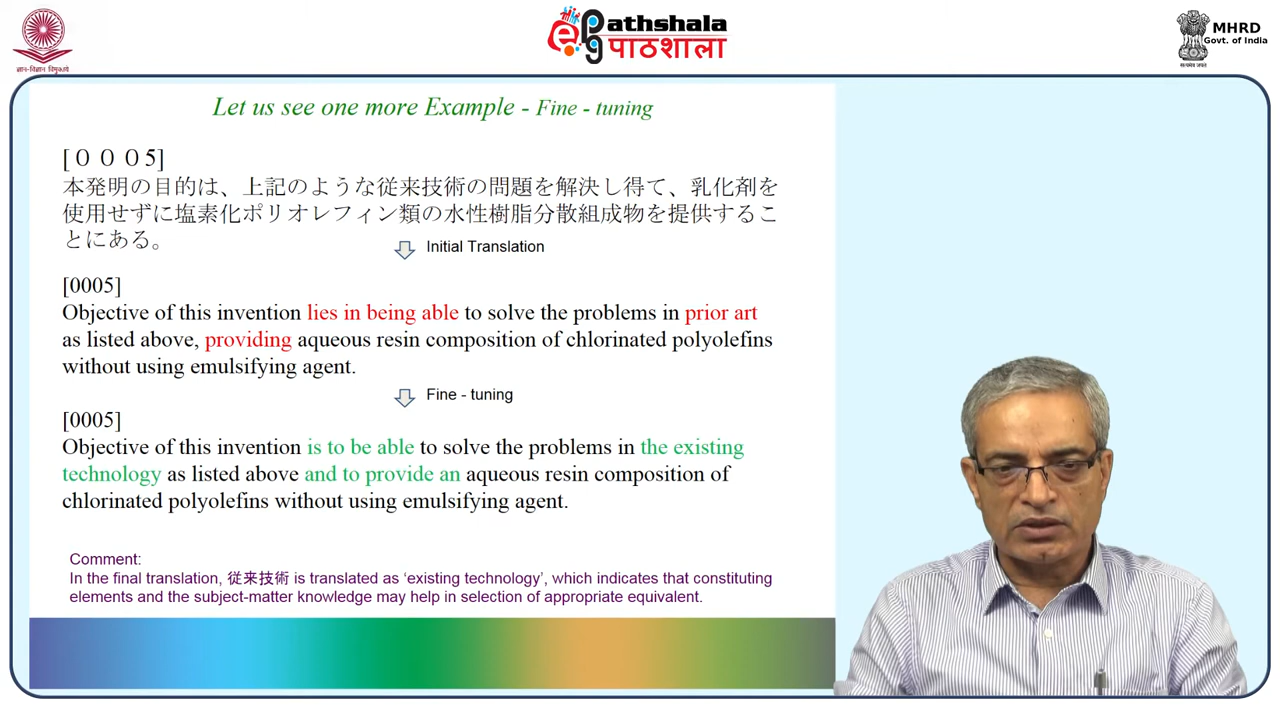 ज्ञान-विज्ञान विमुक्तये
ePg athshala
पाठशाला
MHRD
Govt. of India
सत्यमेव जयते
Let us see one more Example - Fine - tuning
[０００5]
本発明の目的は、上記のような従来技術の問題を解決し得て、乳化剤を
使用せずに塩素化ポリオレフィン類の水性樹脂分散組成物を提供するこ
とにある。
Initial Translation
[0005]
Objective of this invention lies in being able to solve the problems in prior art
as listed above, providing aqueous resin composition of chlorinated polyolefins
without using emulsifying agent.
Fine - tuning
[0005]
Objective of this invention is to be able to solve the problems in the existing
technology as listed above and to provide an aqueous resin composition of
chlorinated polyolefins without using emulsifying agent.
Comment:
In the final translation, 従来技術 is translated as ‘existing technology’, which indicates that constituting
elements and the subject-matter knowledge may help in selection of appropriate equivalent.